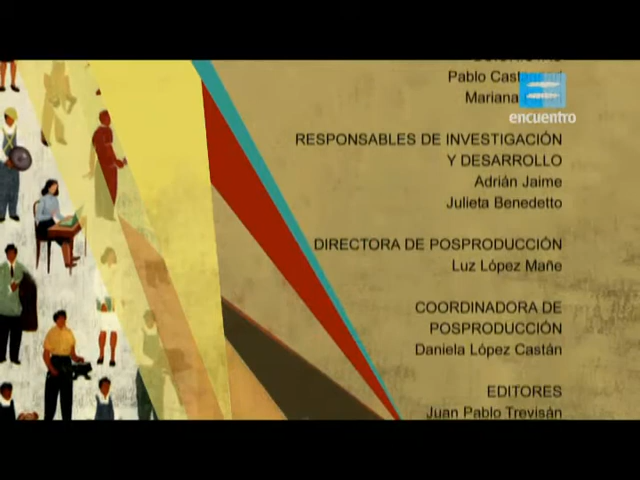 Pablo
Mariana
encuentro
RESPONSABLES DE INVESTIGACIÓN
Y DESARROLLO
Adrián Jaime
Julieta Benedetto
DIRECTORA DE POSPRODUCCIÓN
Luz López Mañe
COORDINADORA DE
POSPRODUCCIÓN
Daniela López Castán
EDITORES
Juan Pablo Trevisán